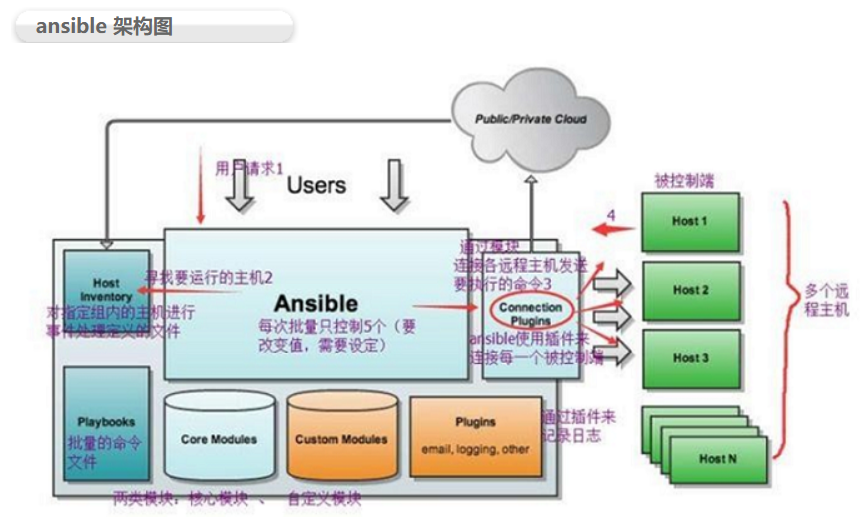 ansible 架构图
Public/Private Cloud
用户请求1
Users
被控制端
4
Host 1
通过模块
连接各远程主机发送
要执行的命令3
Host
Inventory
寻找要运行的主机2
对指定组内的主机进行
事件处理定义的文件
Ansible
每次批量只控制5个（要
改变值，需要设定）
Connection
Plugins
ansible使用插件来
连接每一个被控制端
Host 2
多个远
程主机
Host 3
Playbooks
批量的命令
文件
Core Modules
Custom Modules
Plugins
email, logging, other
通过插件来
记录日志
Host N
两类模块：核心模块 、 自定义模块